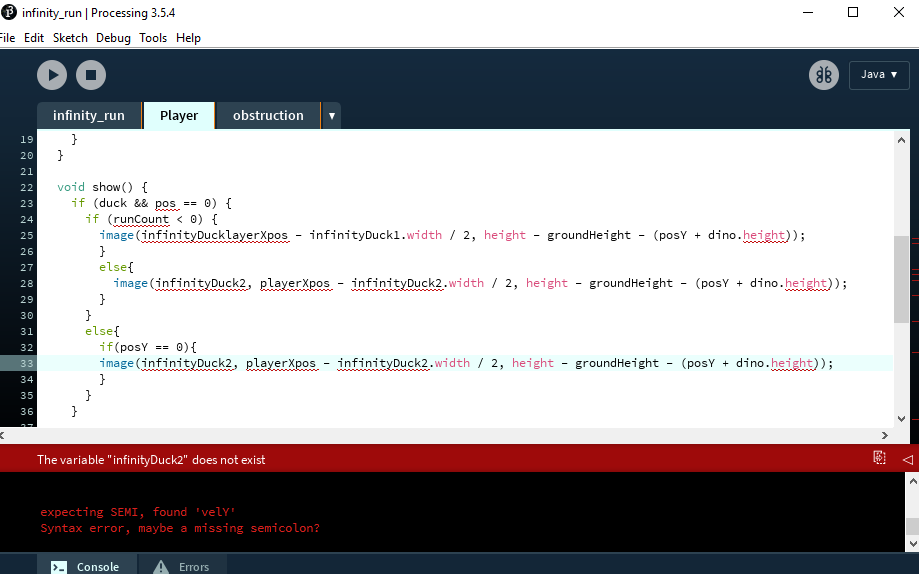 infinity_run | Processing 3.5.4
File Edit Sketch Debug Tools Help
Java ▼
infinity_run Player obstruction ▼
19 }
20 }
21
22 void show() {
23 if (duck && pos == 0) {
24 if (runCount < 0) {
25 image(infinityDucklayerXpos - infinityDuck1.width / 2, height - groundHeight - (posY + dino.height));
26 }
27 else{
28 image(infinityDuck2, playerXpos - infinityDuck2.width / 2, height - groundHeight - (posY + dino.height));
29 }
30 }
31 else{
32 if(posY == 0){
33 image(infinityDuck2, playerXpos - infinityDuck2.width / 2, height - groundHeight - (posY + dino.height));
34 }
35 }
36 }
37
The variable "infinityDuck2" does not exist
expecting SEMI, found 'velY'
Syntax error, maybe a missing semicolon?
Console Errors